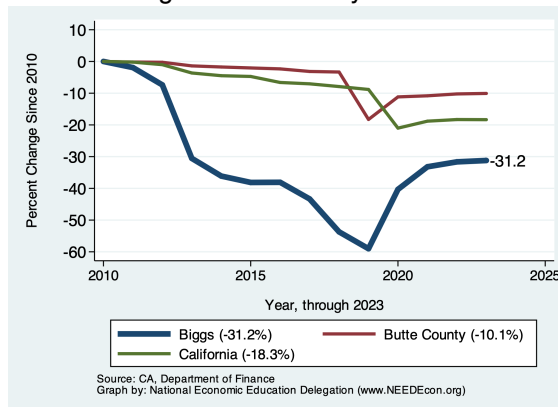 Percent Change Since 2010
10
0
-10
-20
-30
-40
-50
-60
-31.2
2010
2015
2020
2025
Year, through 2023
Biggs (-31.2%)
Butte County (-10.1%)
California (-18.3%)
Source: CA, Department of Finance
Graph by: National Economic Education Delegation (www.NEEDEcon.org)